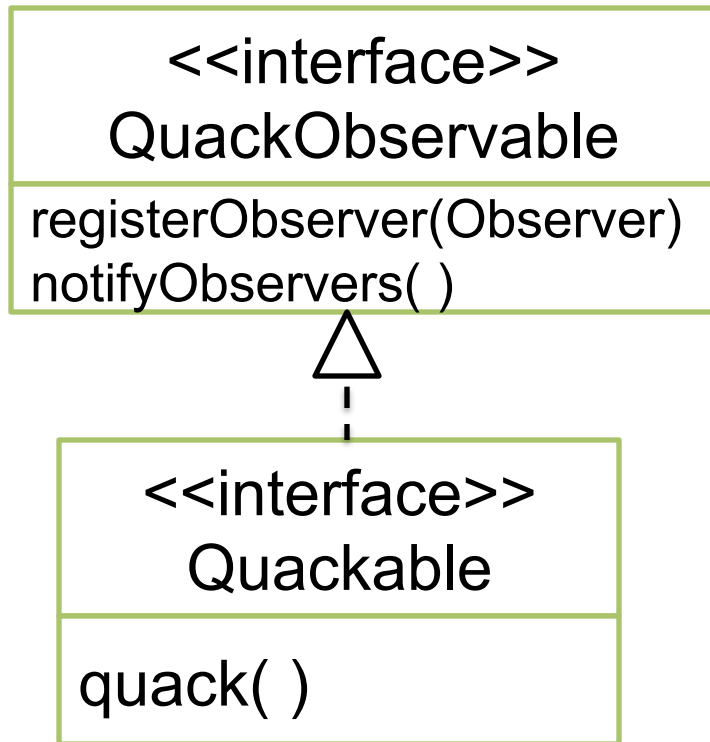 <<interface>>
QuackObservable
registerObserver(Observer)
notifyObservers( )
<<interface>>
Quackable
quack( )